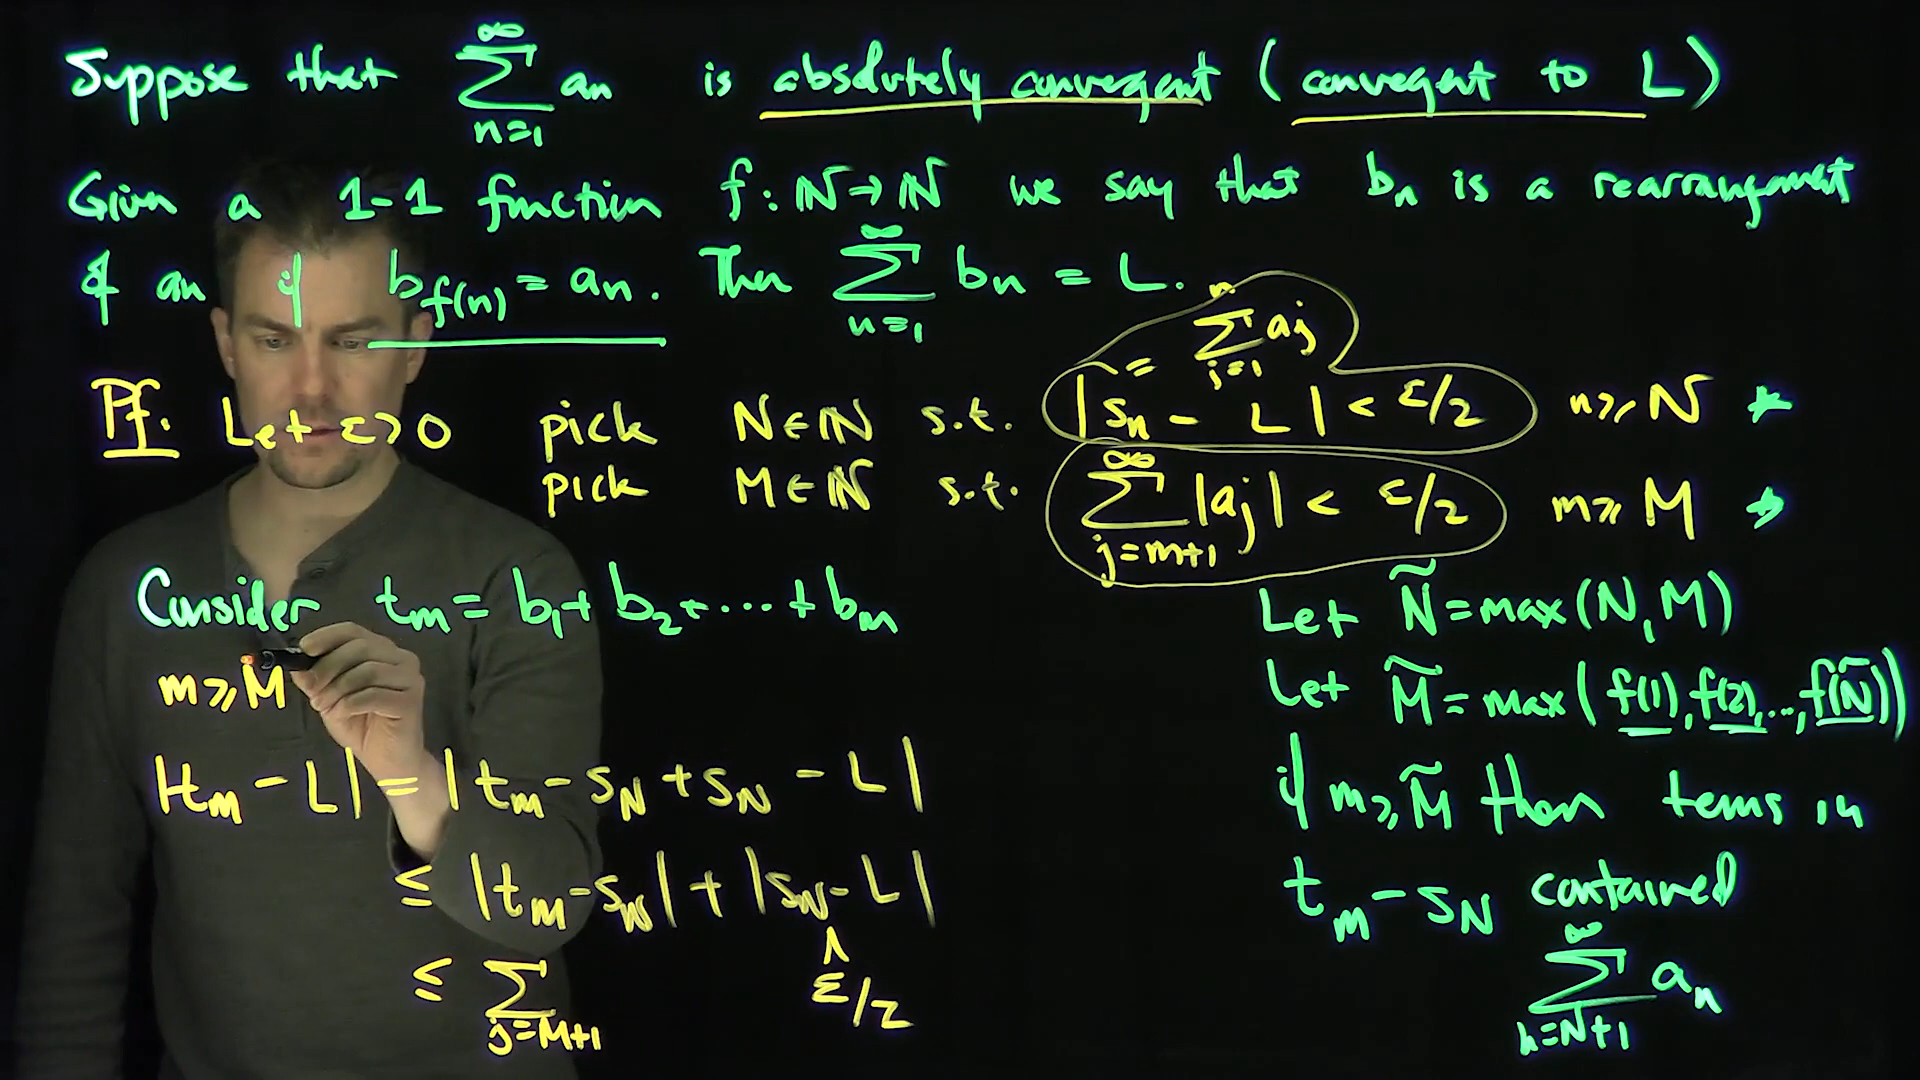 Suppose that ∑_{n=1}^{∞} a_n is absolutely convergent (convergent to L)
Given a 1-1 function f: ℕ→ℕ we say that b_n is a rearrangement
of a_n if b_{f(n)} = a_n. Then ∑_{n=1}^{∞} b_n = L.
= ∑_{j=1}^{n} a_j
Pf: Let ε>0 pick N∈ℕ s.t. |s_n - L| < ε/2 n≥N *
pick M∈ℕ s.t. ∑_{j=m+1}^{∞} |a_j| < ε/2 m≥M *
Consider t_m = b_1 + b_2 + ... + b_m
m≥M
|t_m - L| = |t_m - s_N + s_N - L|
≤ |t_m - s_N| + |s_N - L|
∧
ε/2
≤ ∑_{j=M+1}
Let Ñ = max(N, M)
Let M̃ = max(f(1), f(2), ..., f(Ñ))
if m≥M̃ then terms in
t_m - s_N contained
∑_{n=N+1}^{∞} a_n